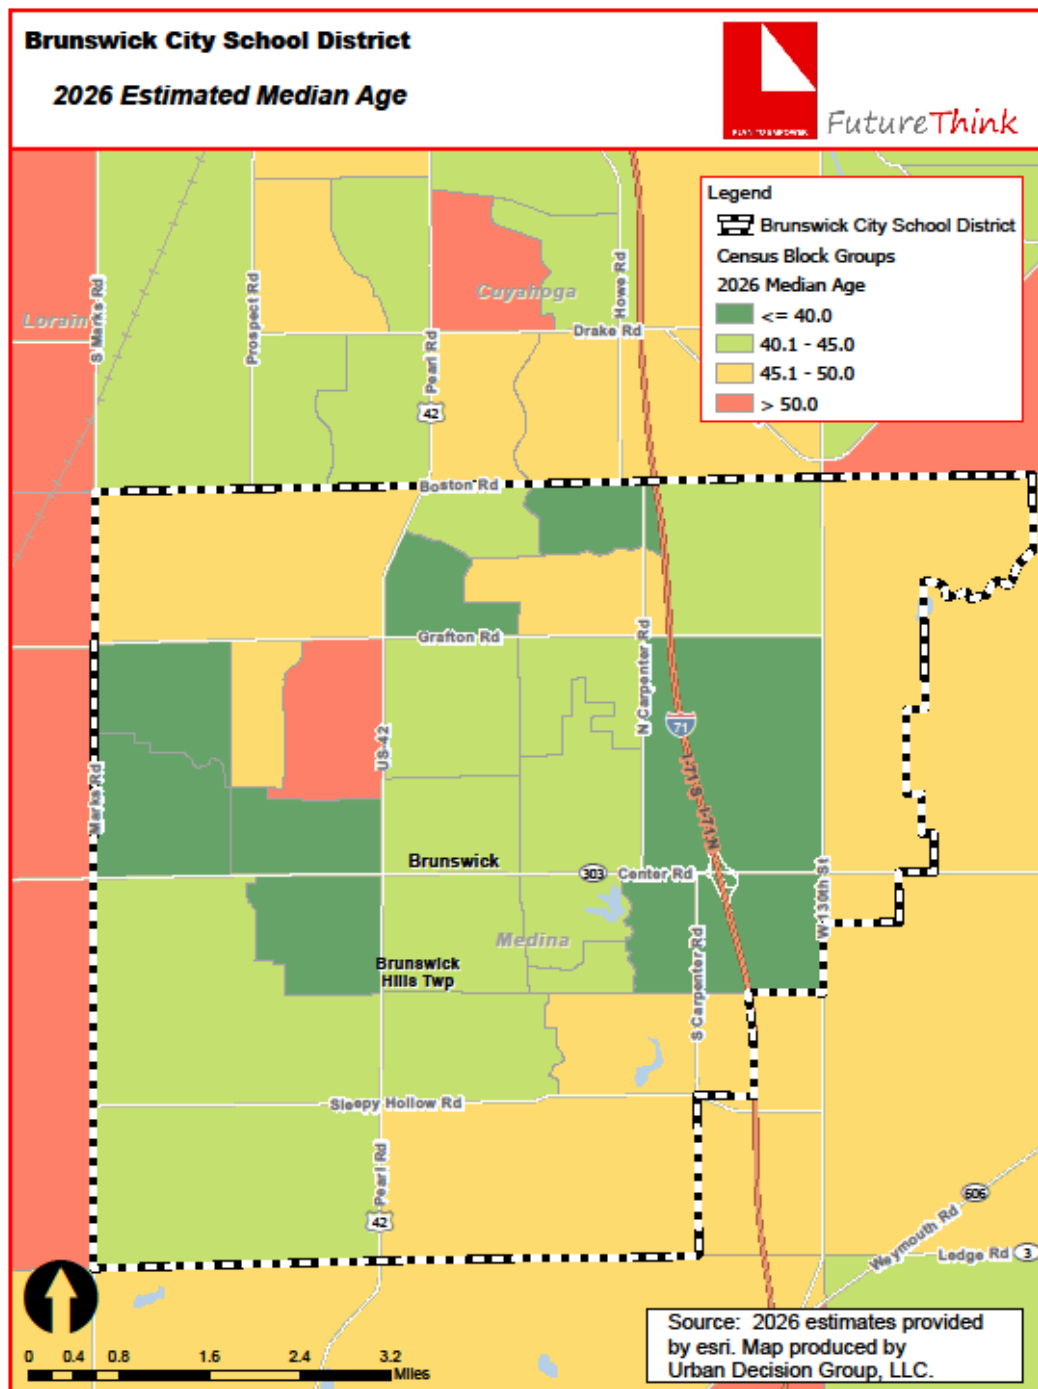 Brunswick City School District
2026 Estimated Median Age
PLAN TO EMPOWER
FutureThink
Legend
Brunswick City School District
Census Block Groups
2026 Median Age
<= 40.0
40.1 - 45.0
45.1 - 50.0
> 50.0
Lorain
S Marks Rd
Prospect Rd
Pearl Rd
42
Cuyahoga
Howe Rd
Drake Rd
Boston Rd
Grafton Rd
N Carpenter Rd
US-42
71
I-71 S I-71 N
Marks Rd
Brunswick
303
Center Rd
W 130th St
Medina
Brunswick
Hills Twp
S Carpenter Rd
Sleepy Hollow Rd
Pearl Rd
42
606
Weymouth Rd
Ledge Rd
3
0 0.4 0.8 1.6 2.4 3.2
Miles
Source: 2026 estimates provided
by esri. Map produced by
Urban Decision Group, LLC.